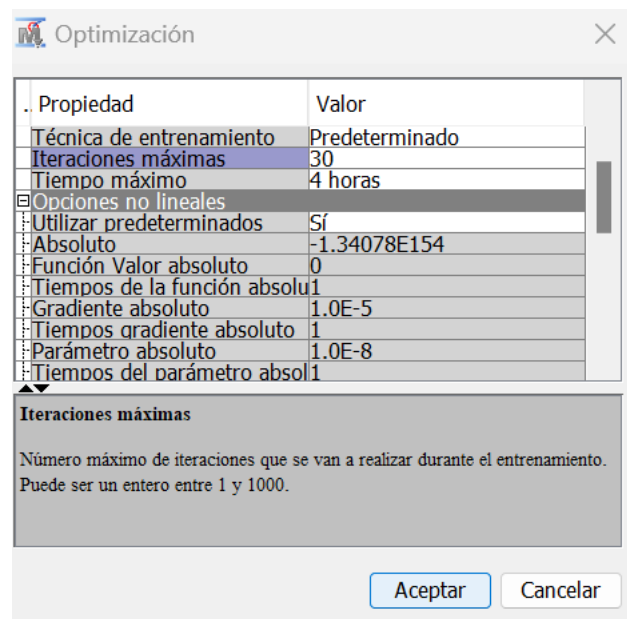 Optimización
.. Propiedad Valor
Técnica de entrenamiento Predeterminado
Iteraciones máximas 30
Tiempo máximo 4 horas
Opciones no lineales
Utilizar predeterminados Sí
Absoluto -1.34078E154
Función Valor absoluto 0
Tiempos de la función absolu 1
Gradiente absoluto 1.0E-5
Tiempos gradiente absoluto 1
Parámetro absoluto 1.0E-8
Tiempos del parámetro absol 1
Iteraciones máximas
Número máximo de iteraciones que se van a realizar durante el entrenamiento.
Puede ser un entero entre 1 y 1000.
Aceptar Cancelar